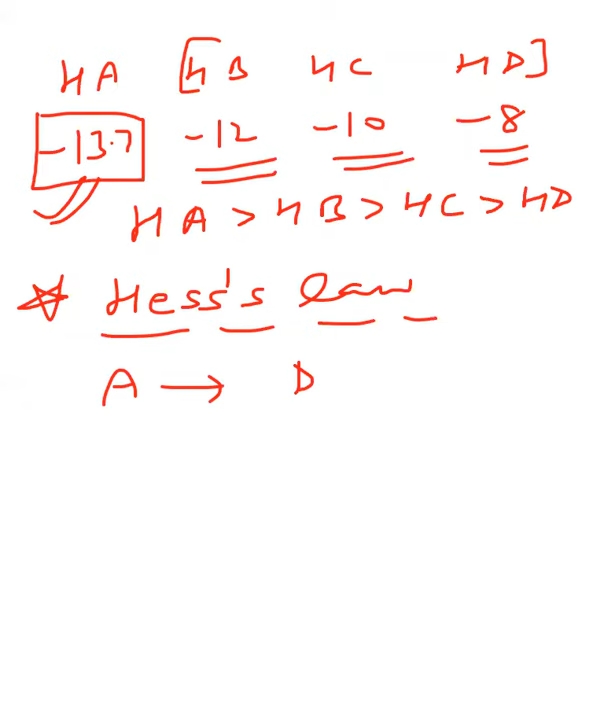 HA [HB HC HD]
-13.7 -12 -10 -8
HA > HB > HC > HD
Hess's law
A → D